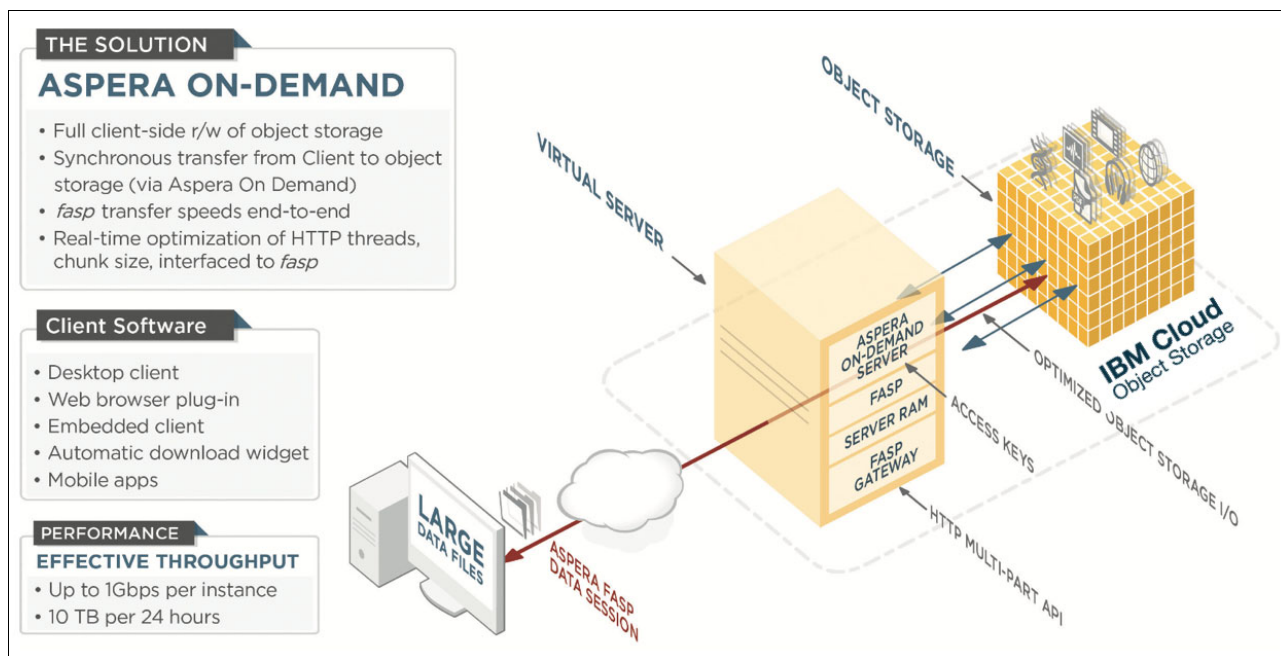 THE SOLUTION
ASPERA ON-DEMAND
• Full client-side r/w of object storage
• Synchronous transfer from Client to object
storage (via Aspera On Demand)
• fasp transfer speeds end-to-end
• Real-time optimization of HTTP threads,
chunk size, interfaced to fasp
Client Software
• Desktop client
• Web browser plug-in
• Embedded client
• Automatic download widget
• Mobile apps
PERFORMANCE
EFFECTIVE THROUGHPUT
• Up to 1Gbps per instance
• 10 TB per 24 hours
LARGE
DATA FILES
ASPERA FASP
DATA SESSION
VIRTUAL SERVER
OBJECT STORAGE
ASPERA
ON-DEMAND
SERVER
FASP
SERVER RAM
FASP
GATEWAY
IBM Cloud
Object Storage
OPTIMIZED OBJECT STORAGE I/O
ACCESS KEYS
HTTP MULTI-PART API